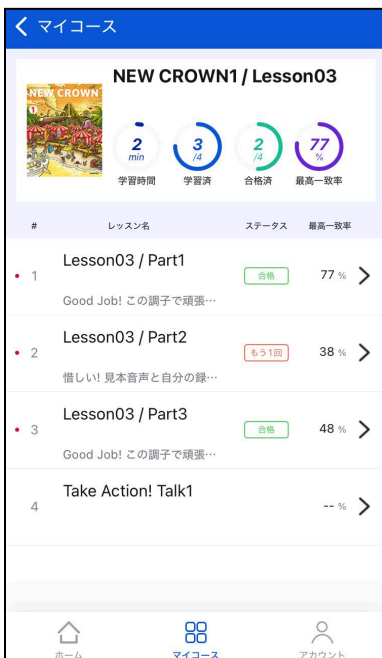 マイコース
NEW CROWN1 / Lesson03
NEW CROWN
1
2
min
3
/4
2
/4
77
%
学習時間
学習済
合格済
最高一致率
# レッスン名 ステータス 最高一致率
Lesson03 / Part1
1 合格 77 %
Good Job! この調子で頑張…
Lesson03 / Part2
2 もう1回 38 %
惜しい! 見本音声と自分の録…
Lesson03 / Part3
3 合格 48 %
Good Job! この調子で頑張…
Take Action! Talk1
4 -- %
ホーム マイコース アカウント